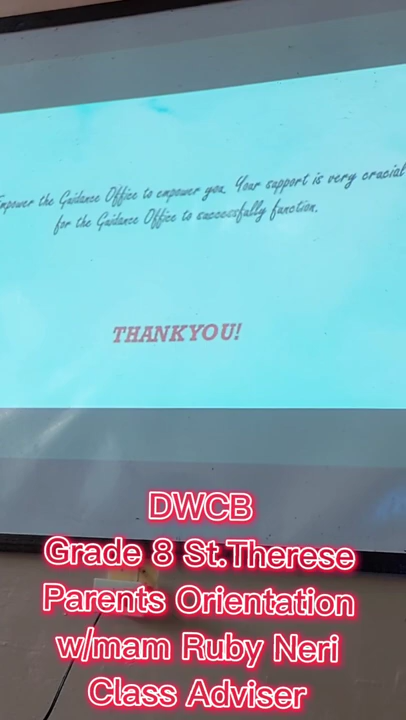 Empower the Guidance Office to empower you. Your support is very crucial
for the Guidance Office to successfully function.
THANKYOU!
DWCB
Grade 8 St.Therese
Parents Orientation
w/mam Ruby Neri
Class Adviser